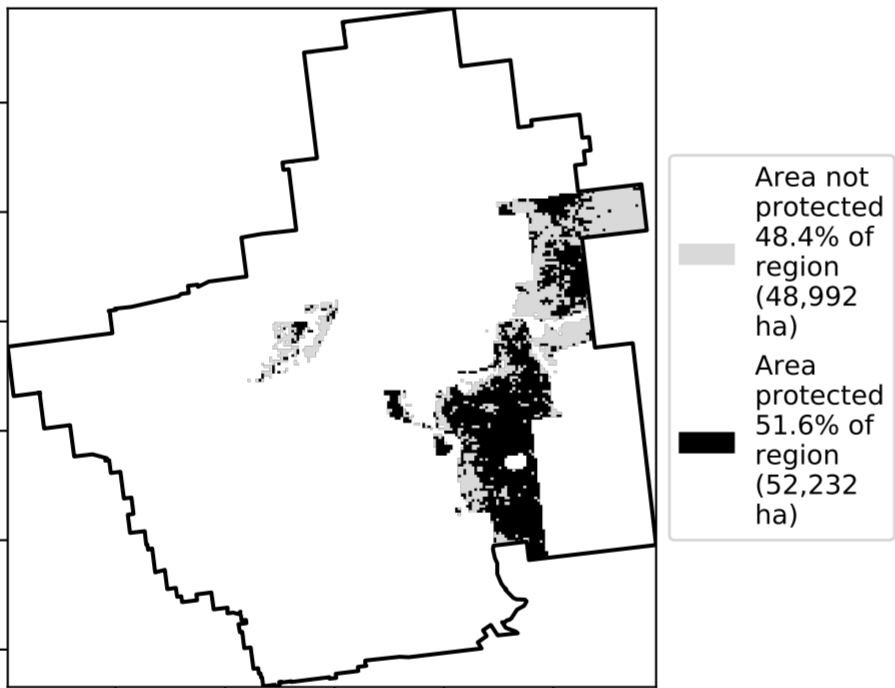 Area not
protected
48.4% of
region
(48,992
ha)
Area
protected
51.6% of
region
(52,232
ha)